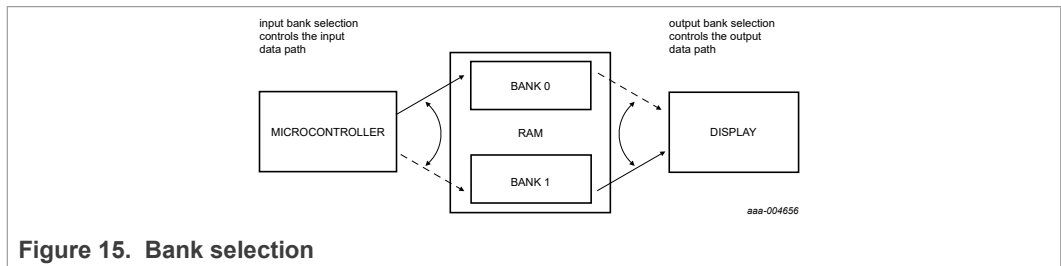 input bank selection
controls the input
data path
output bank selection
controls the output
data path
BANK 0
MICROCONTROLLER
RAM
DISPLAY
BANK 1
aaa-004656
Figure 15. Bank selection